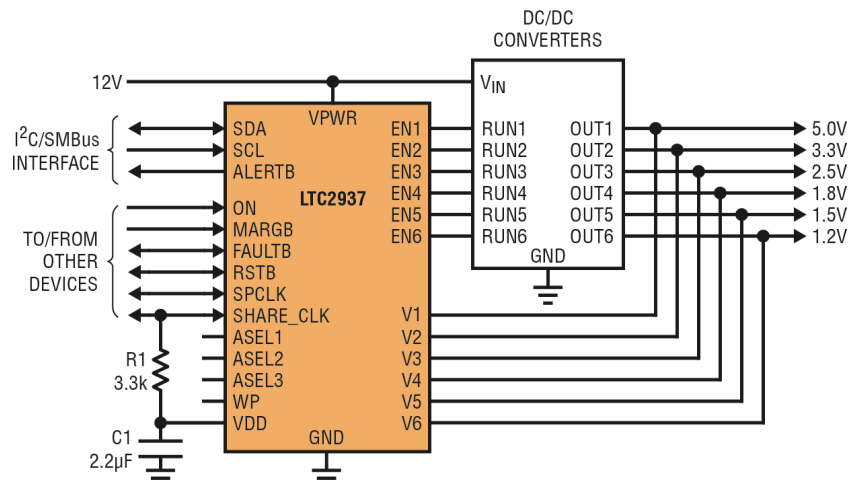 DC/DC
CONVERTERS
12V
VPWR
VIN
I²C/SMBus
INTERFACE
SDA
SCL
ALERTB
LTC2937
EN1
EN2
EN3
EN4
EN5
EN6
RUN1
RUN2
RUN3
RUN4
RUN5
RUN6
OUT1
OUT2
OUT3
OUT4
OUT5
OUT6
GND
5.0V
3.3V
2.5V
1.8V
1.5V
1.2V
TO/FROM
OTHER
DEVICES
ON
MARGB
FAULTB
RSTB
SPCLK
SHARE_CLK
ASEL1
ASEL2
ASEL3
WP
VDD
V1
V2
V3
V4
V5
V6
GND
R1
3.3k
C1
2.2µF